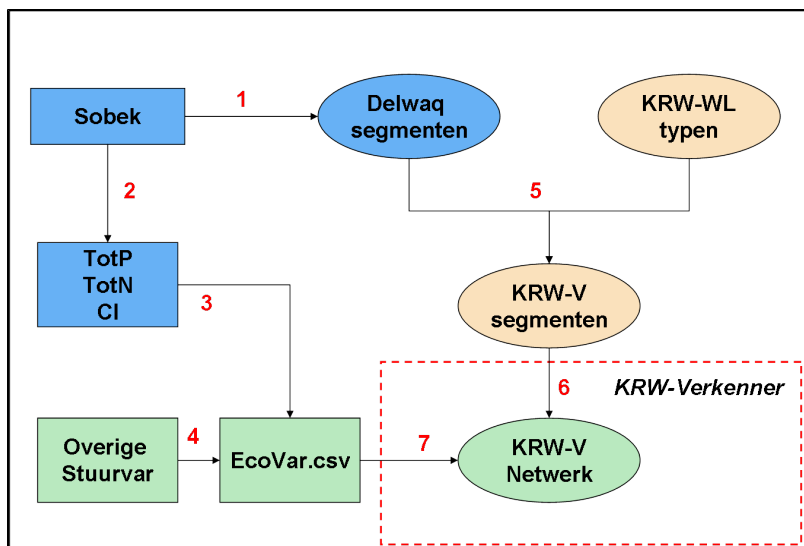 1
Sobek
Delwaq
segmenten
KRW-WL
typen
2
5
TotP
TotN
Cl
3
KRW-V
segmenten
6
KRW-Verkenner
Overige
Stuurvar
4
EcoVar.csv
7
KRW-V
Netwerk